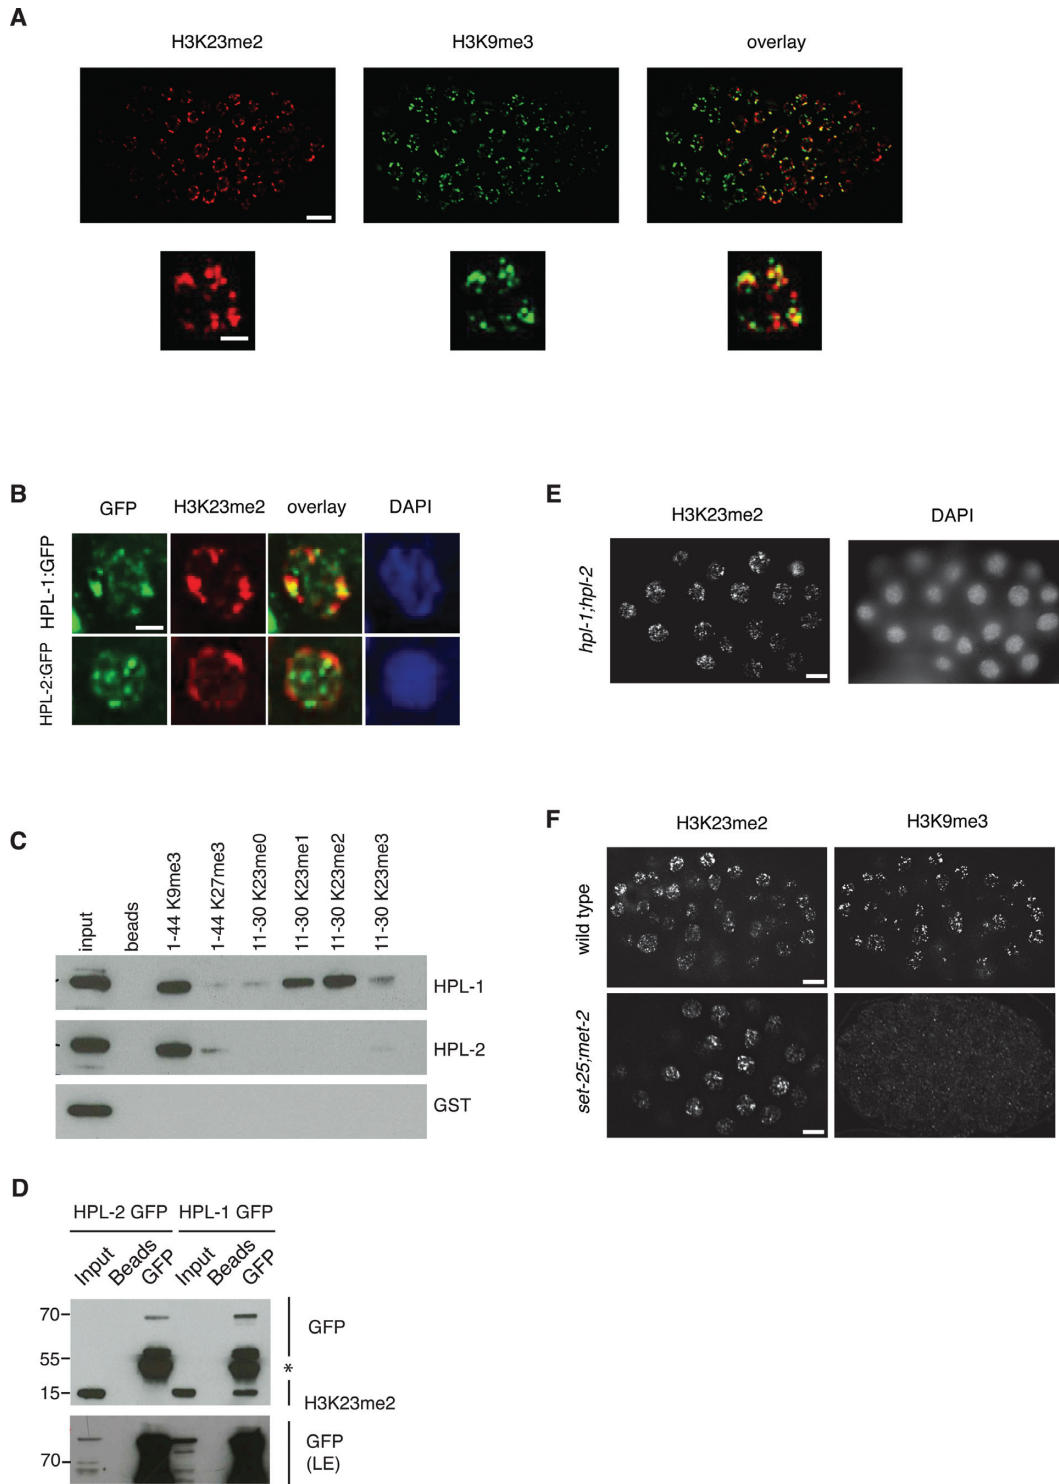 A
H3K23me2 H3K9me3 overlay
B
GFP H3K23me2 overlay DAPI
HPL-1:GFP
HPL-2:GFP
C
input
beads
1-44 K9me3
1-44 K27me3
11-30 K23me0
11-30 K23me1
11-30 K23me2
11-30 K23me3
HPL-1
HPL-2
GST
D
HPL-2 GFP HPL-1 GFP
Input Beads GFP Input Beads GFP
70
55
15
GFP
*
H3K23me2
70
GFP
(LE)
E
H3K23me2 DAPI
hpl-1;hpl-2
F
H3K23me2 H3K9me3
wild type
set-25;met-2